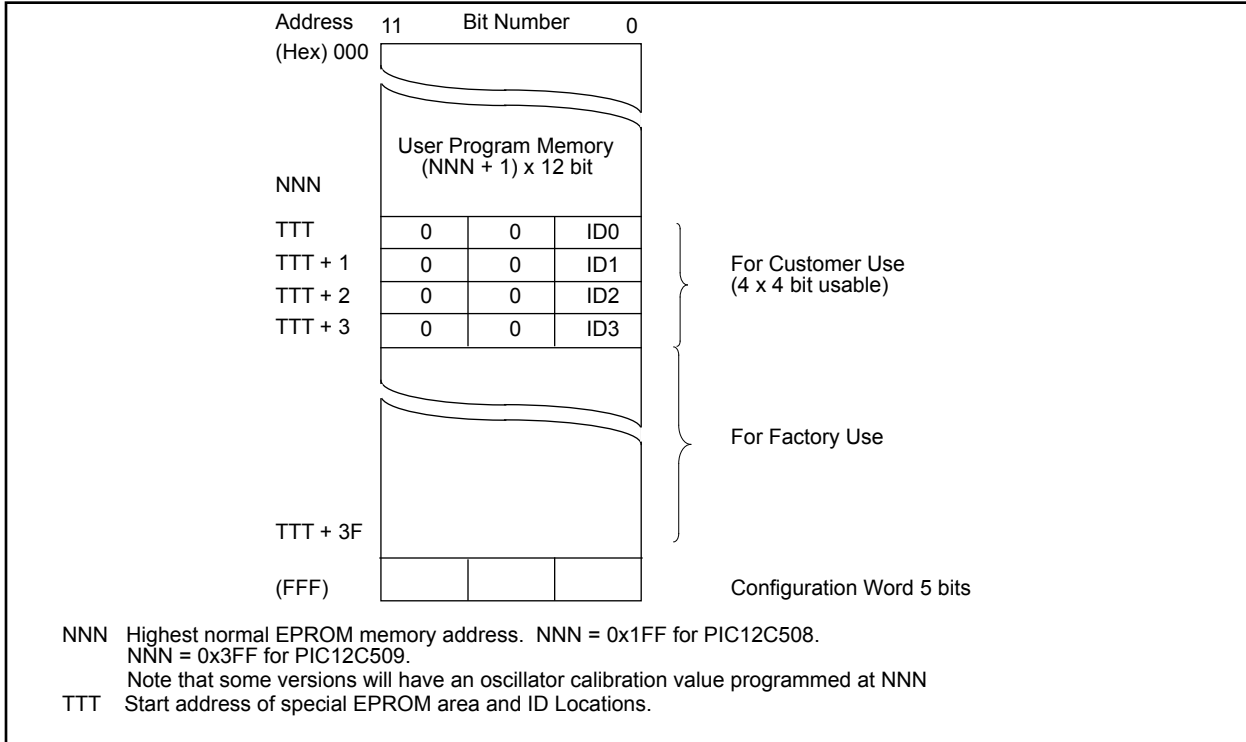 Address 11 Bit Number 0
(Hex) 000
User Program Memory
(NNN + 1) x 12 bit
NNN
TTT 0 0 ID0
TTT + 1 0 0 ID1
TTT + 2 0 0 ID2
TTT + 3 0 0 ID3
For Customer Use
(4 x 4 bit usable)
For Factory Use
TTT + 3F
(FFF) Configuration Word 5 bits
NNN Highest normal EPROM memory address. NNN = 0x1FF for PIC12C508.
NNN = 0x3FF for PIC12C509.
Note that some versions will have an oscillator calibration value programmed at NNN
TTT Start address of special EPROM area and ID Locations.